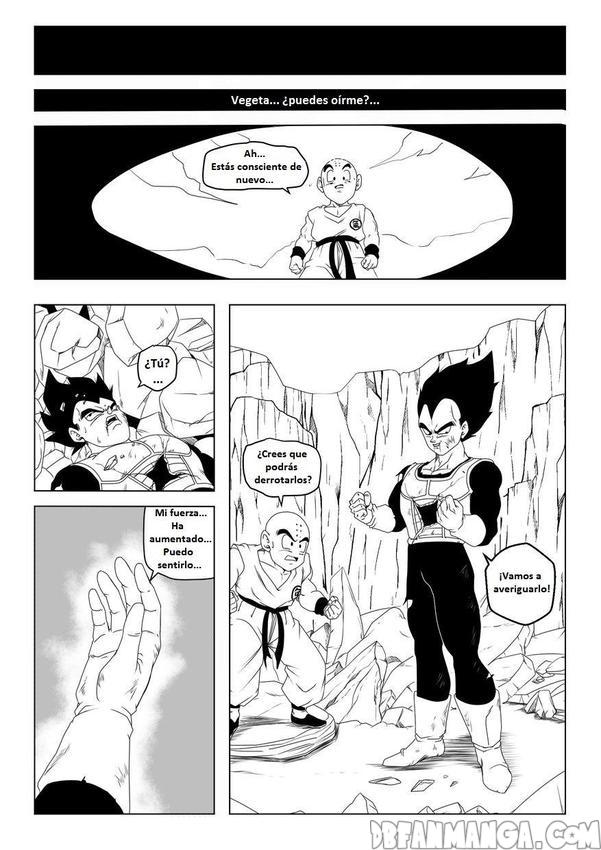 Vegeta... ¿puedes oírme?...
Ah...
Estás consciente de
nuevo...
¿Tú?
...
¿Crees que
podrás
derrotarlos?
Mi fuerza...
Ha
aumentado...
Puedo
sentirlo...
¡Vamos a
averiguarlo!
DBFANMANGA.COM